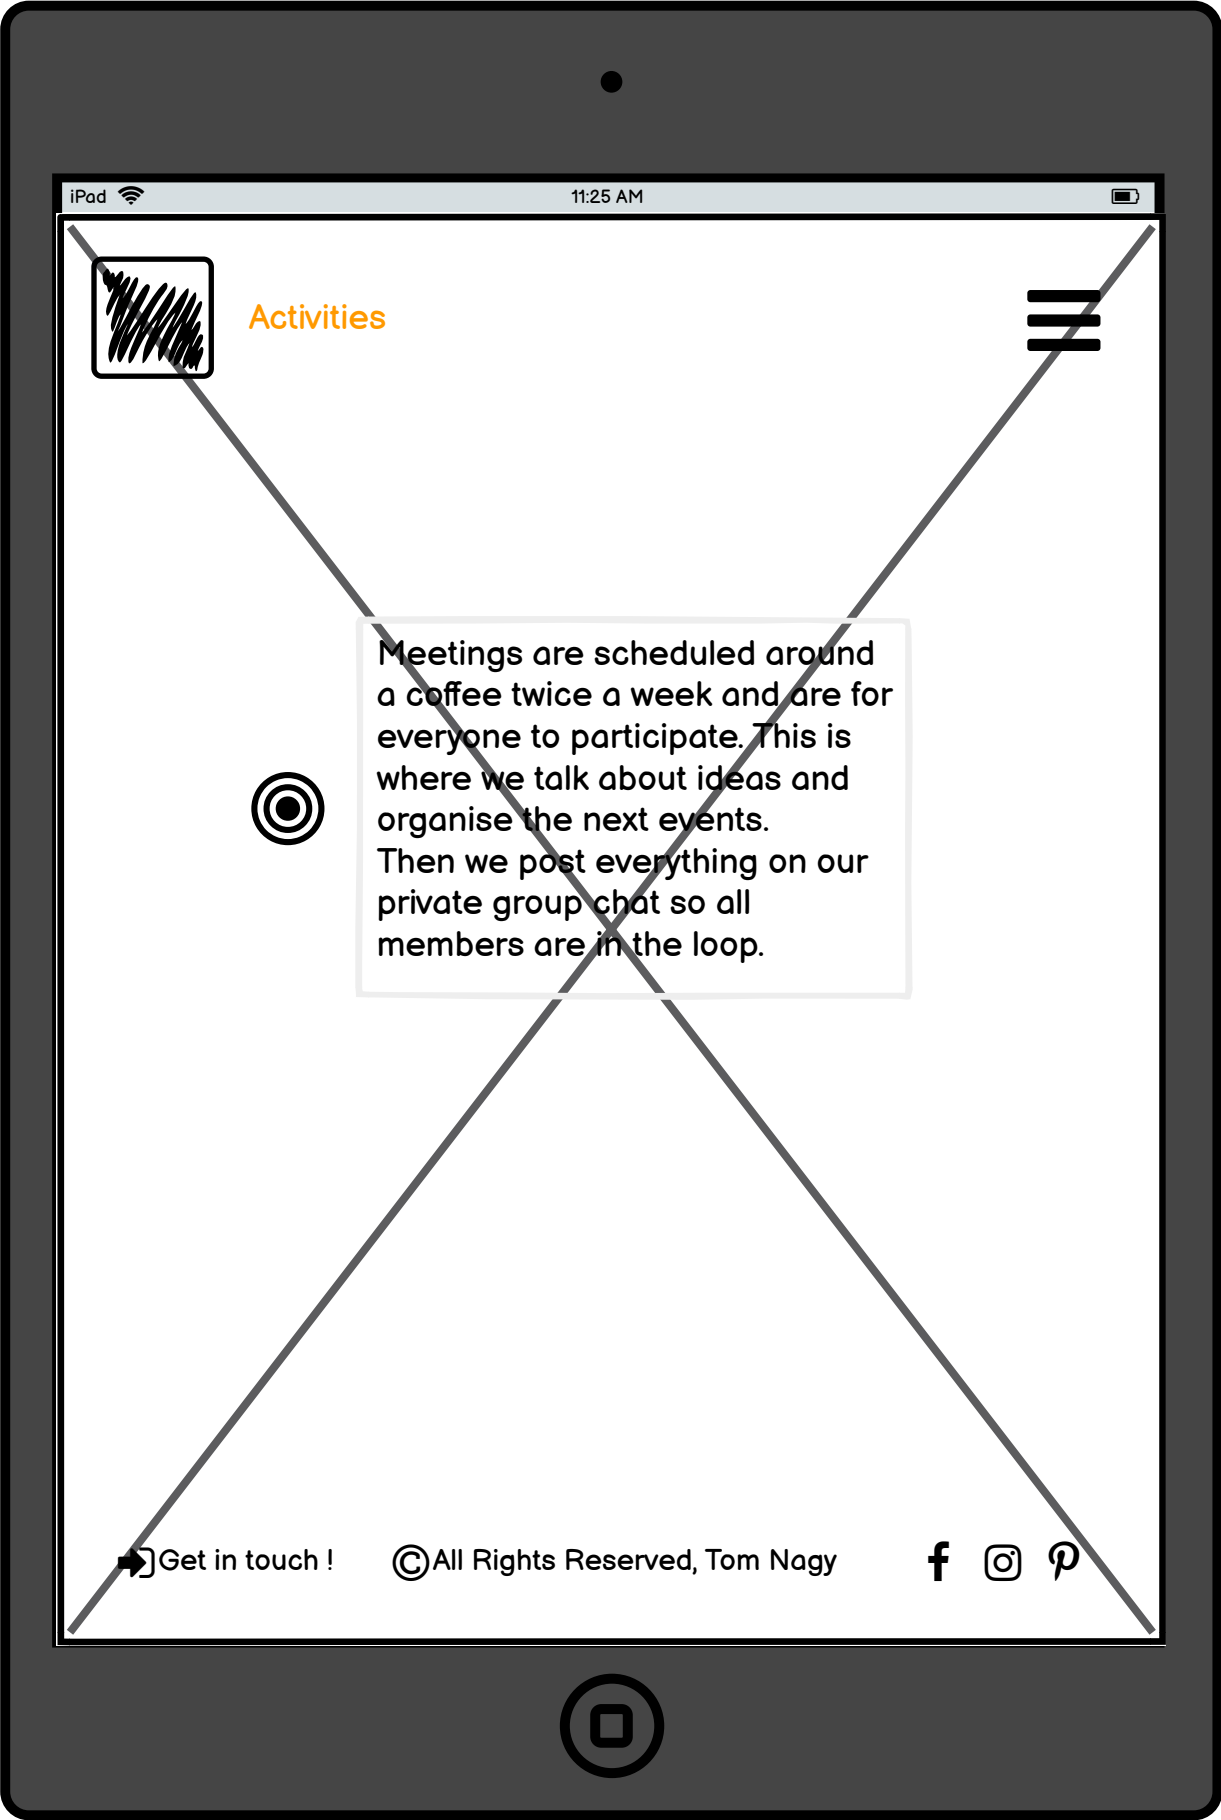 iPad
11:25 AM
Activities
Meetings are scheduled around
a coffee twice a week and are for
everyone to participate. This is
where we talk about ideas and
organise the next events.
Then we post everything on our
private group chat so all
members are in the loop.
Get in touch !
©All Rights Reserved, Tom Nagy